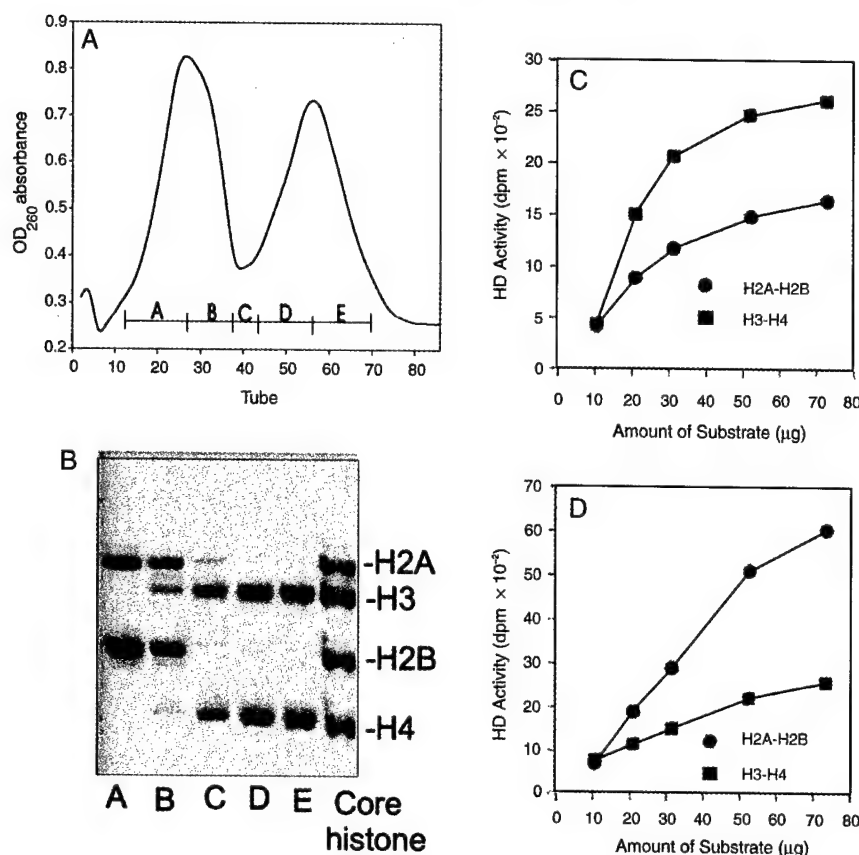 A
OD260 absorbance
0.9
0.8
0.7
0.6
0.5
0.4
0.3
0.2
A B C D E
0 10 20 30 40 50 60 70 80
Tube
B
-H2A
-H3
-H2B
-H4
A B C D E Core
histone
C
HD Activity (dpm × 10⁻²)
30
25
20
15
10
5
0
H2A-H2B
H3-H4
0 10 20 30 40 50 60 70 80
Amount of Substrate (µg)
D
HD Activity (dpm × 10⁻²)
70
60
50
40
30
20
10
0
H2A-H2B
H3-H4
0 10 20 30 40 50 60 70 80
Amount of Substrate (µg)